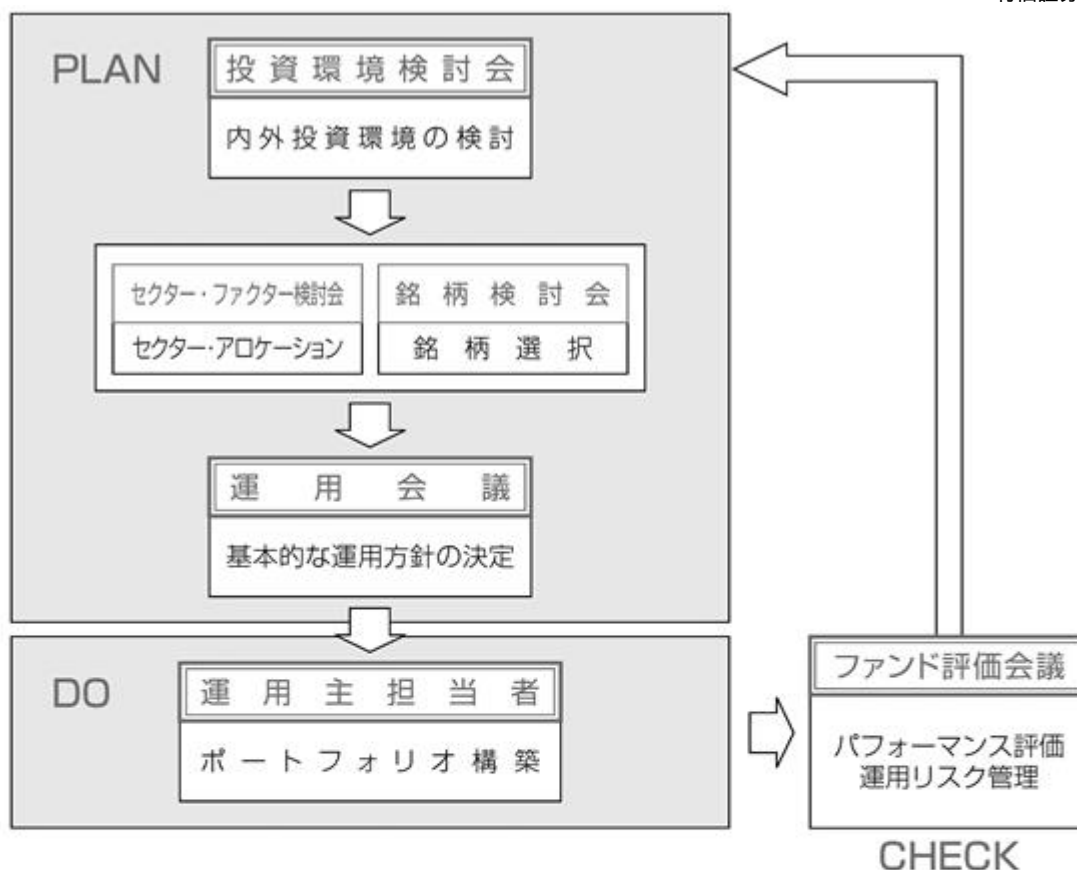 PLAN
投資環境検討会
内外投資環境の検討
セクター・ファクター検討会
セクター・アロケーション
銘柄検討会
銘柄選択
運用会議
基本的な運用方針の決定
DO
運用主担当者
ポートフォリオ構築
ファンド評価会議
パフォーマンス評価
運用リスク管理
CHECK